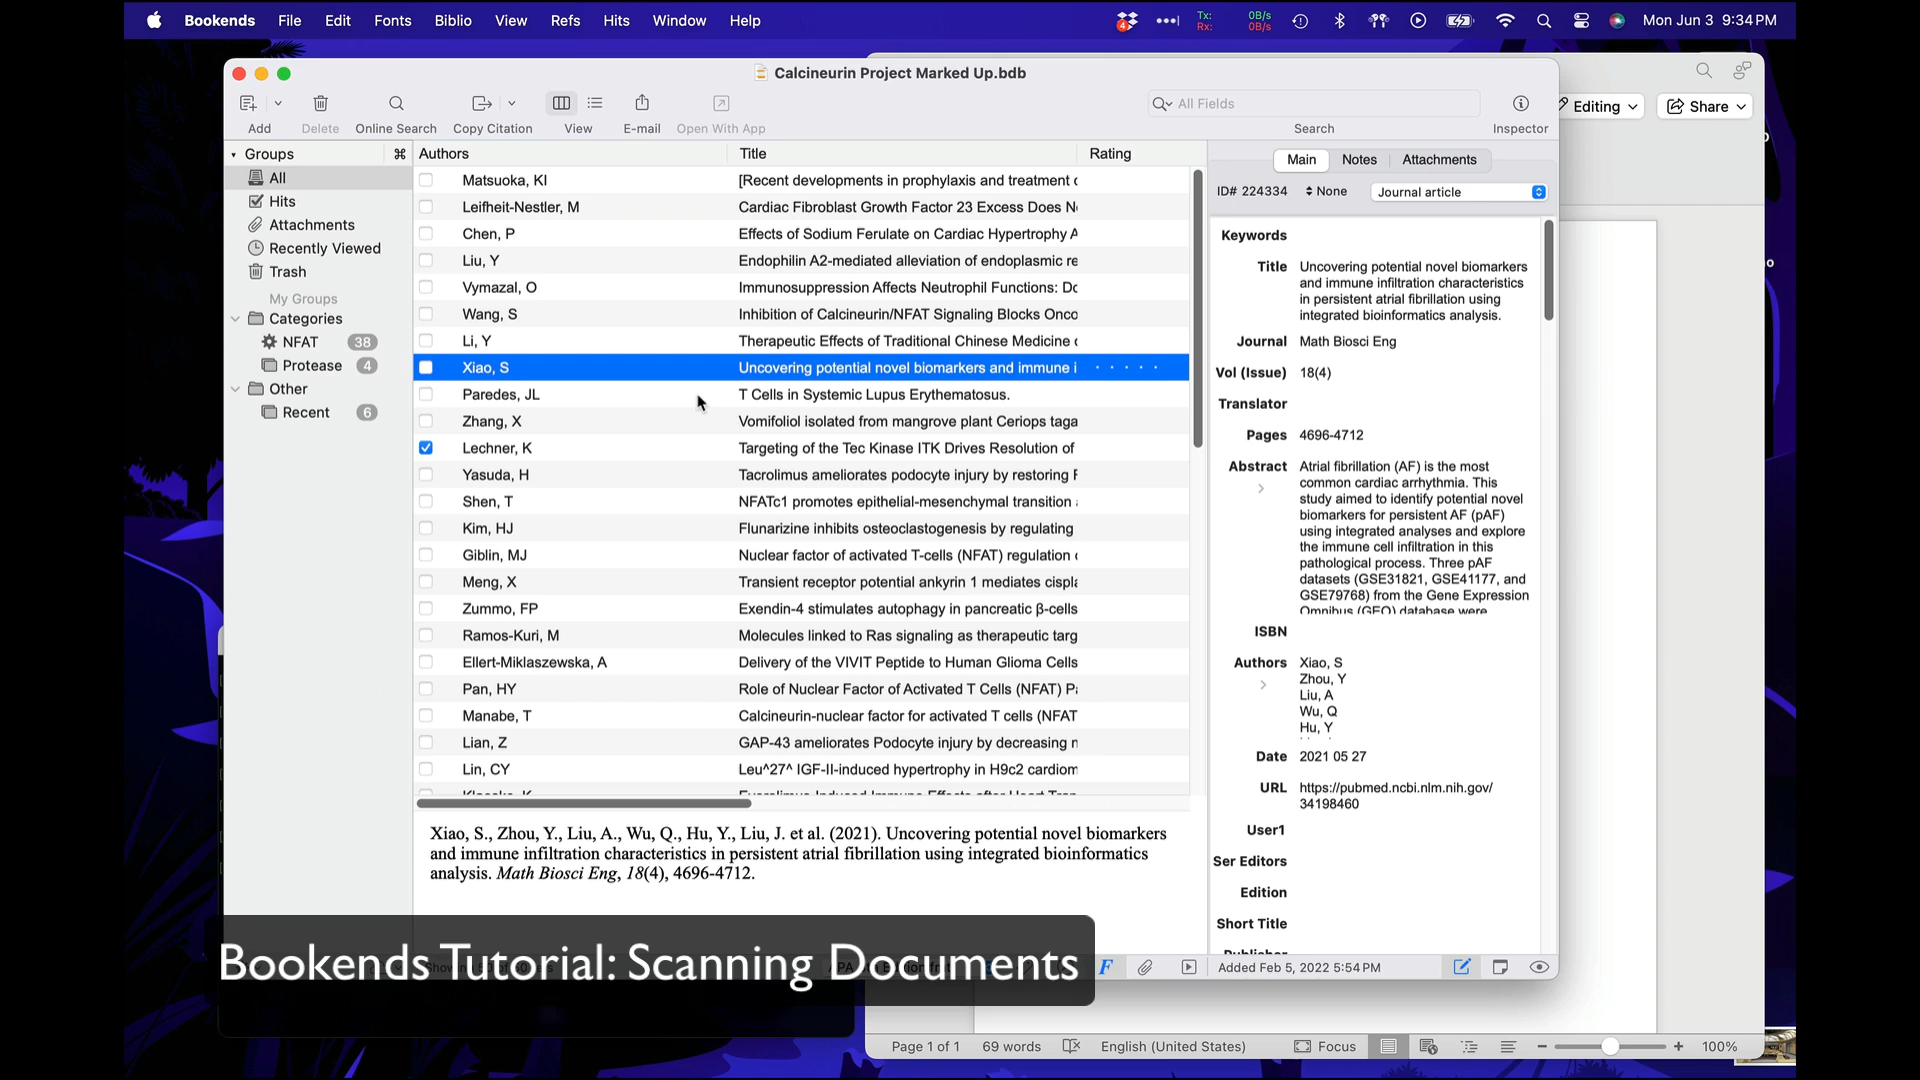 Bookends File Edit Fonts Biblio View Refs Hits Window Help
4 Tx: Rx: 0B/s 0B/s Mon Jun 3 9:34 PM
Calcineurin Project Marked Up.bdb
Add Delete Online Search Copy Citation View E-mail Open With App
All Fields
Search
Inspector
Editing
Share
Groups
All
Hits
Attachments
Recently Viewed
Trash
My Groups
Categories
NFAT 38
Protease 4
Other
Recent 6
Authors Title Rating
Matsuoka, KI [Recent developments in prophylaxis and treatment
Leifheit-Nestler, M Cardiac Fibroblast Growth Factor 23 Excess Does
Chen, P Effects of Sodium Ferulate on Cardiac Hypertrophy
Liu, Y Endophilin A2-mediated alleviation of endoplasmic re
Vymazal, O Immunosuppression Affects Neutrophil Functions:
Wang, S Inhibition of Calcineurin/NFAT Signaling Blocks Onco
Li, Y Therapeutic Effects of Traditional Chinese Medicine
Xiao, S Uncovering potential novel biomarkers and immune i
Paredes, JL T Cells in Systemic Lupus Erythematosus.
Zhang, X Vomifoliol isolated from mangrove plant Ceriops taga
Lechner, K Targeting of the Tec Kinase ITK Drives Resolution of
Yasuda, H Tacrolimus ameliorates podocyte injury by restoring
Shen, T NFATc1 promotes epithelial-mesenchymal transition
Kim, HJ Flunarizine inhibits osteoclastogenesis by regulating
Giblin, MJ Nuclear factor of activated T-cells (NFAT) regulation
Meng, X Transient receptor potential ankyrin 1 mediates cispla
Zummo, FP Exendin-4 stimulates autophagy in pancreatic β-cells
Ramos-Kuri, M Molecules linked to Ras signaling as therapeutic targ
Ellert-Miklaszewska, A Delivery of the VIVIT Peptide to Human Glioma Cells
Pan, HY Role of Nuclear Factor of Activated T Cells (NFAT)
Manabe, T Calcineurin-nuclear factor for activated T cells (NFAT
Lian, Z GAP-43 ameliorates Podocyte injury by decreasing
Lin, CY Leu^27^ IGF-II-induced hypertrophy in H9c2 cardiom
Xiao, S., Zhou, Y., Liu, A., Wu, Q., Hu, Y., Liu, J. et al. (2021). Uncovering potential novel biomarkers
and immune infiltration characteristics in persistent atrial fibrillation using integrated bioinformatics
analysis. Math Biosci Eng, 18(4), 4696-4712.
Main Notes Attachments
ID# 224334 None Journal article
Keywords
Title Uncovering potential novel biomarkers
and immune infiltration characteristics
in persistent atrial fibrillation using
integrated bioinformatics analysis.
Journal Math Biosci Eng
Vol (Issue) 18(4)
Translator
Pages 4696-4712
Abstract Atrial fibrillation (AF) is the most
common cardiac arrhythmia. This
study aimed to identify potential novel
biomarkers for persistent AF (pAF)
using integrated analyses and explore
the immune cell infiltration in this
pathological process. Three pAF
datasets (GSE31821, GSE41177, and
GSE79768) from the Gene Expression
Omnibus (GEO) database were
ISBN
Authors Xiao, S
Zhou, Y
Liu, A
Wu, Q
Hu, Y
Date 2021 05 27
URL https://pubmed.ncbi.nlm.nih.gov/
34198460
User1
Ser Editors
Edition
Short Title
Publisher
Added Feb 5, 2022 5:54 PM
Bookends Tutorial: Scanning Documents
Page 1 of 1 69 words English (United States) Focus 100%